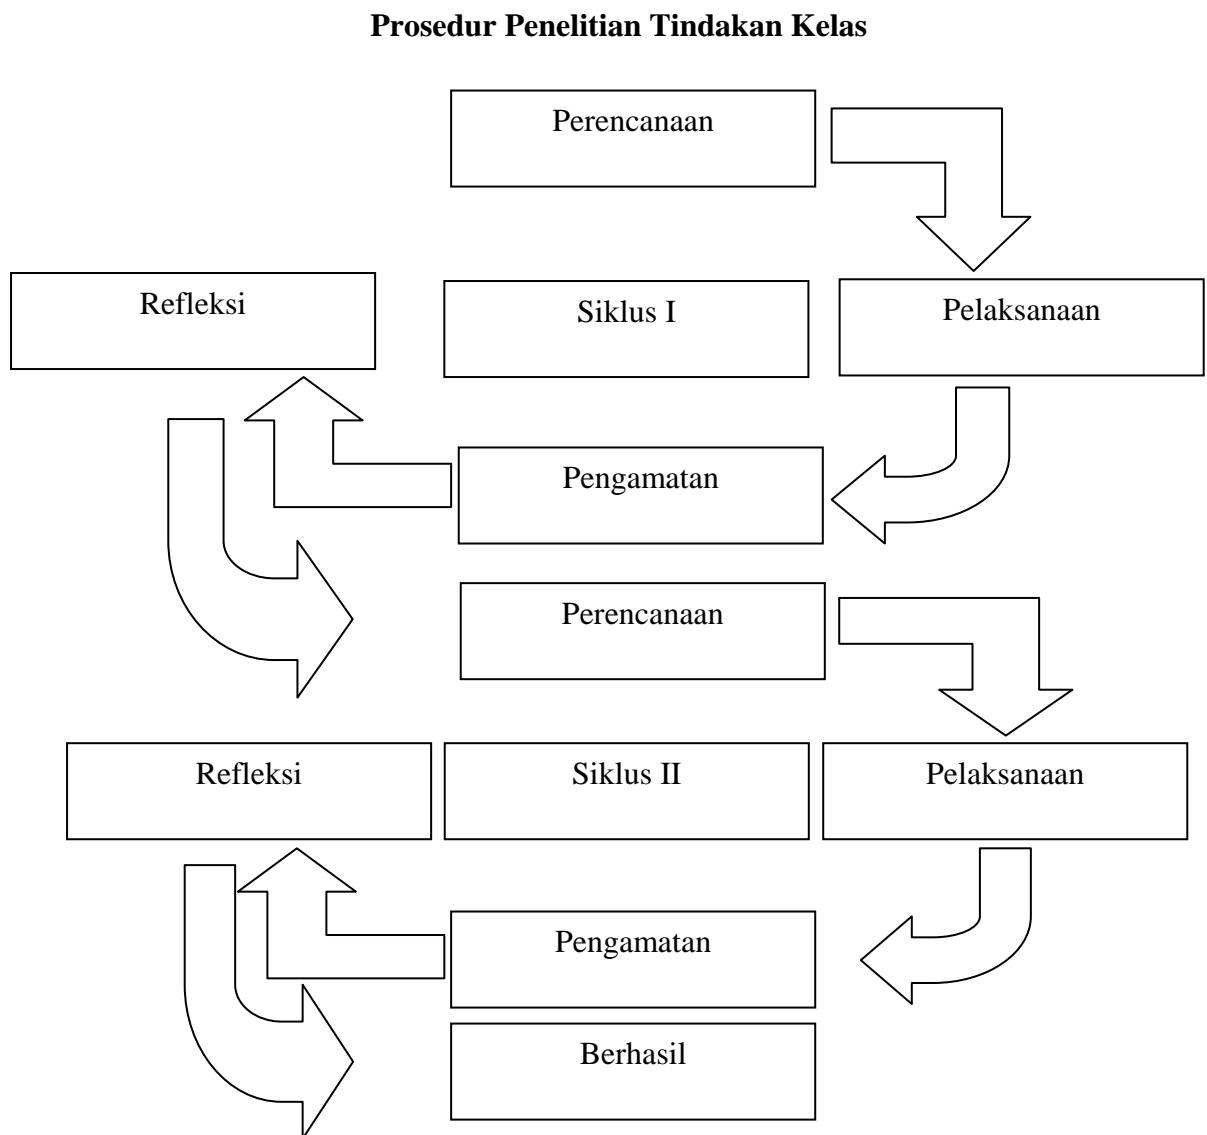 Prosedur Penelitian Tindakan Kelas
Perencanaan
Refleksi
Siklus I
Pelaksanaan
Pengamatan
Perencanaan
Refleksi
Siklus II
Pelaksanaan
Pengamatan
Berhasil